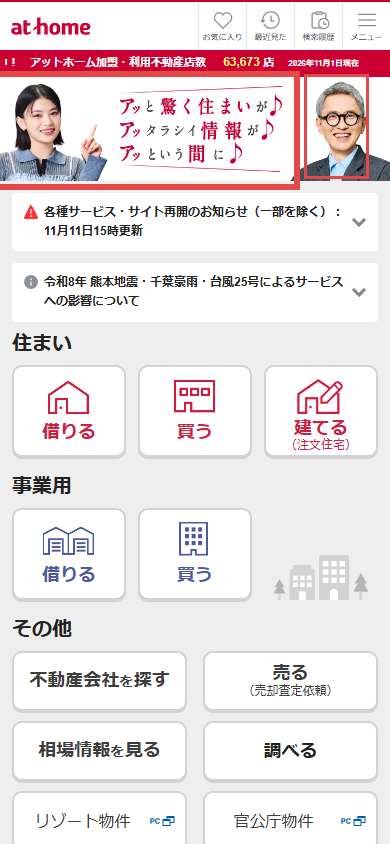 at home
お気に入り
最近見た
検索履歴
メニュー
!! アットホーム加盟・利用不動産店数 63,673 店 2026年11月1日現在
アッと驚く住まいが♪
アッタラシイ情報が♪
アッという間に♪
各種サービス・サイト再開のお知らせ（一部を除く）：
11月11日15時更新
令和8年 熊本地震・千葉豪雨・台風25号によるサービス
への影響について
住まい
借りる
買う
建てる
（注文住宅）
事業用
借りる
買う
その他
不動産会社を探す
売る
（売却査定依頼）
相場情報を見る
調べる
リゾート物件 PC
官公庁物件 PC